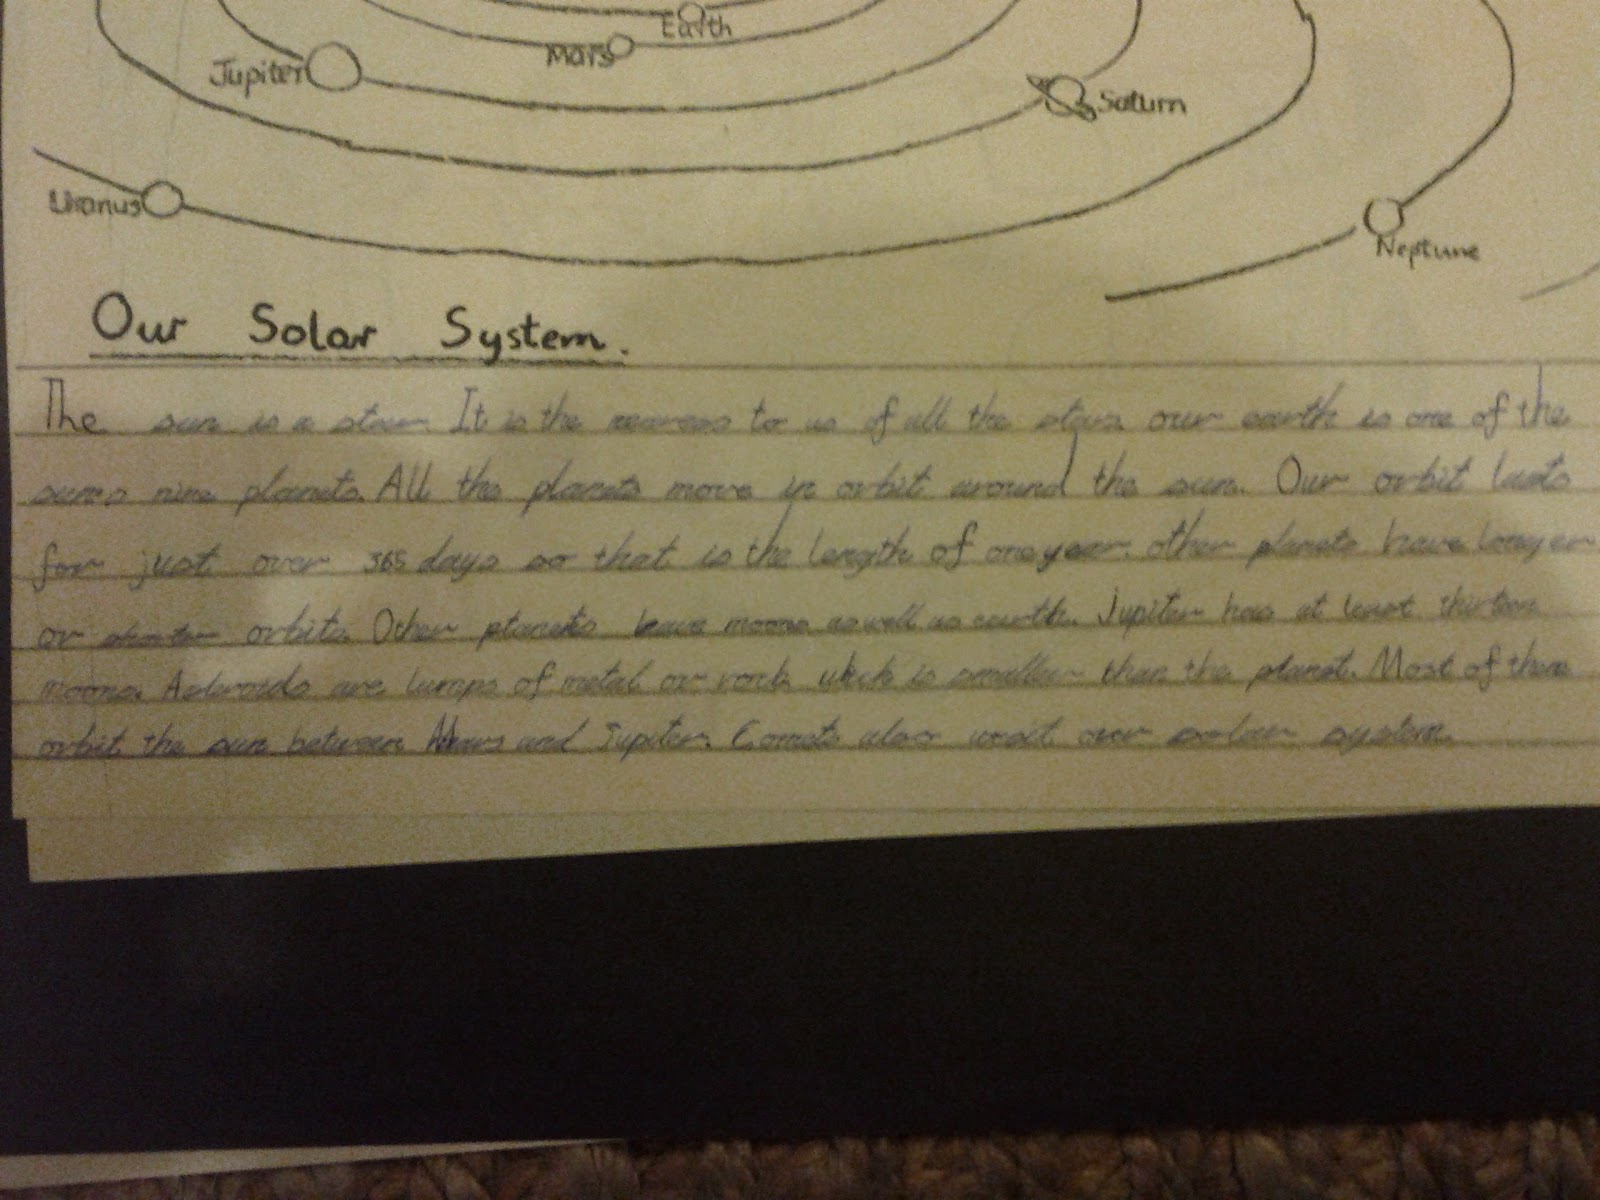 Earth
Mars
Jupiter
Saturn
Uranus
Neptune
Our Solar System.
The sun is a star. It is the nearess to us of all the stars our earth is one of the
suns nine planets. All the planets move in orbit around the sun. Our orbit lasts
for just over 365 days so that is the length of one year. other planets have longer
or shorter orbits. Other planets have moons as well as earth. Jupiter has at least thirteen
moons. Asteroids are lumps of metal or rock which is smaller than the planet. Most of them
orbit the sun between Mars and Jupiter. Comets also our solar system.